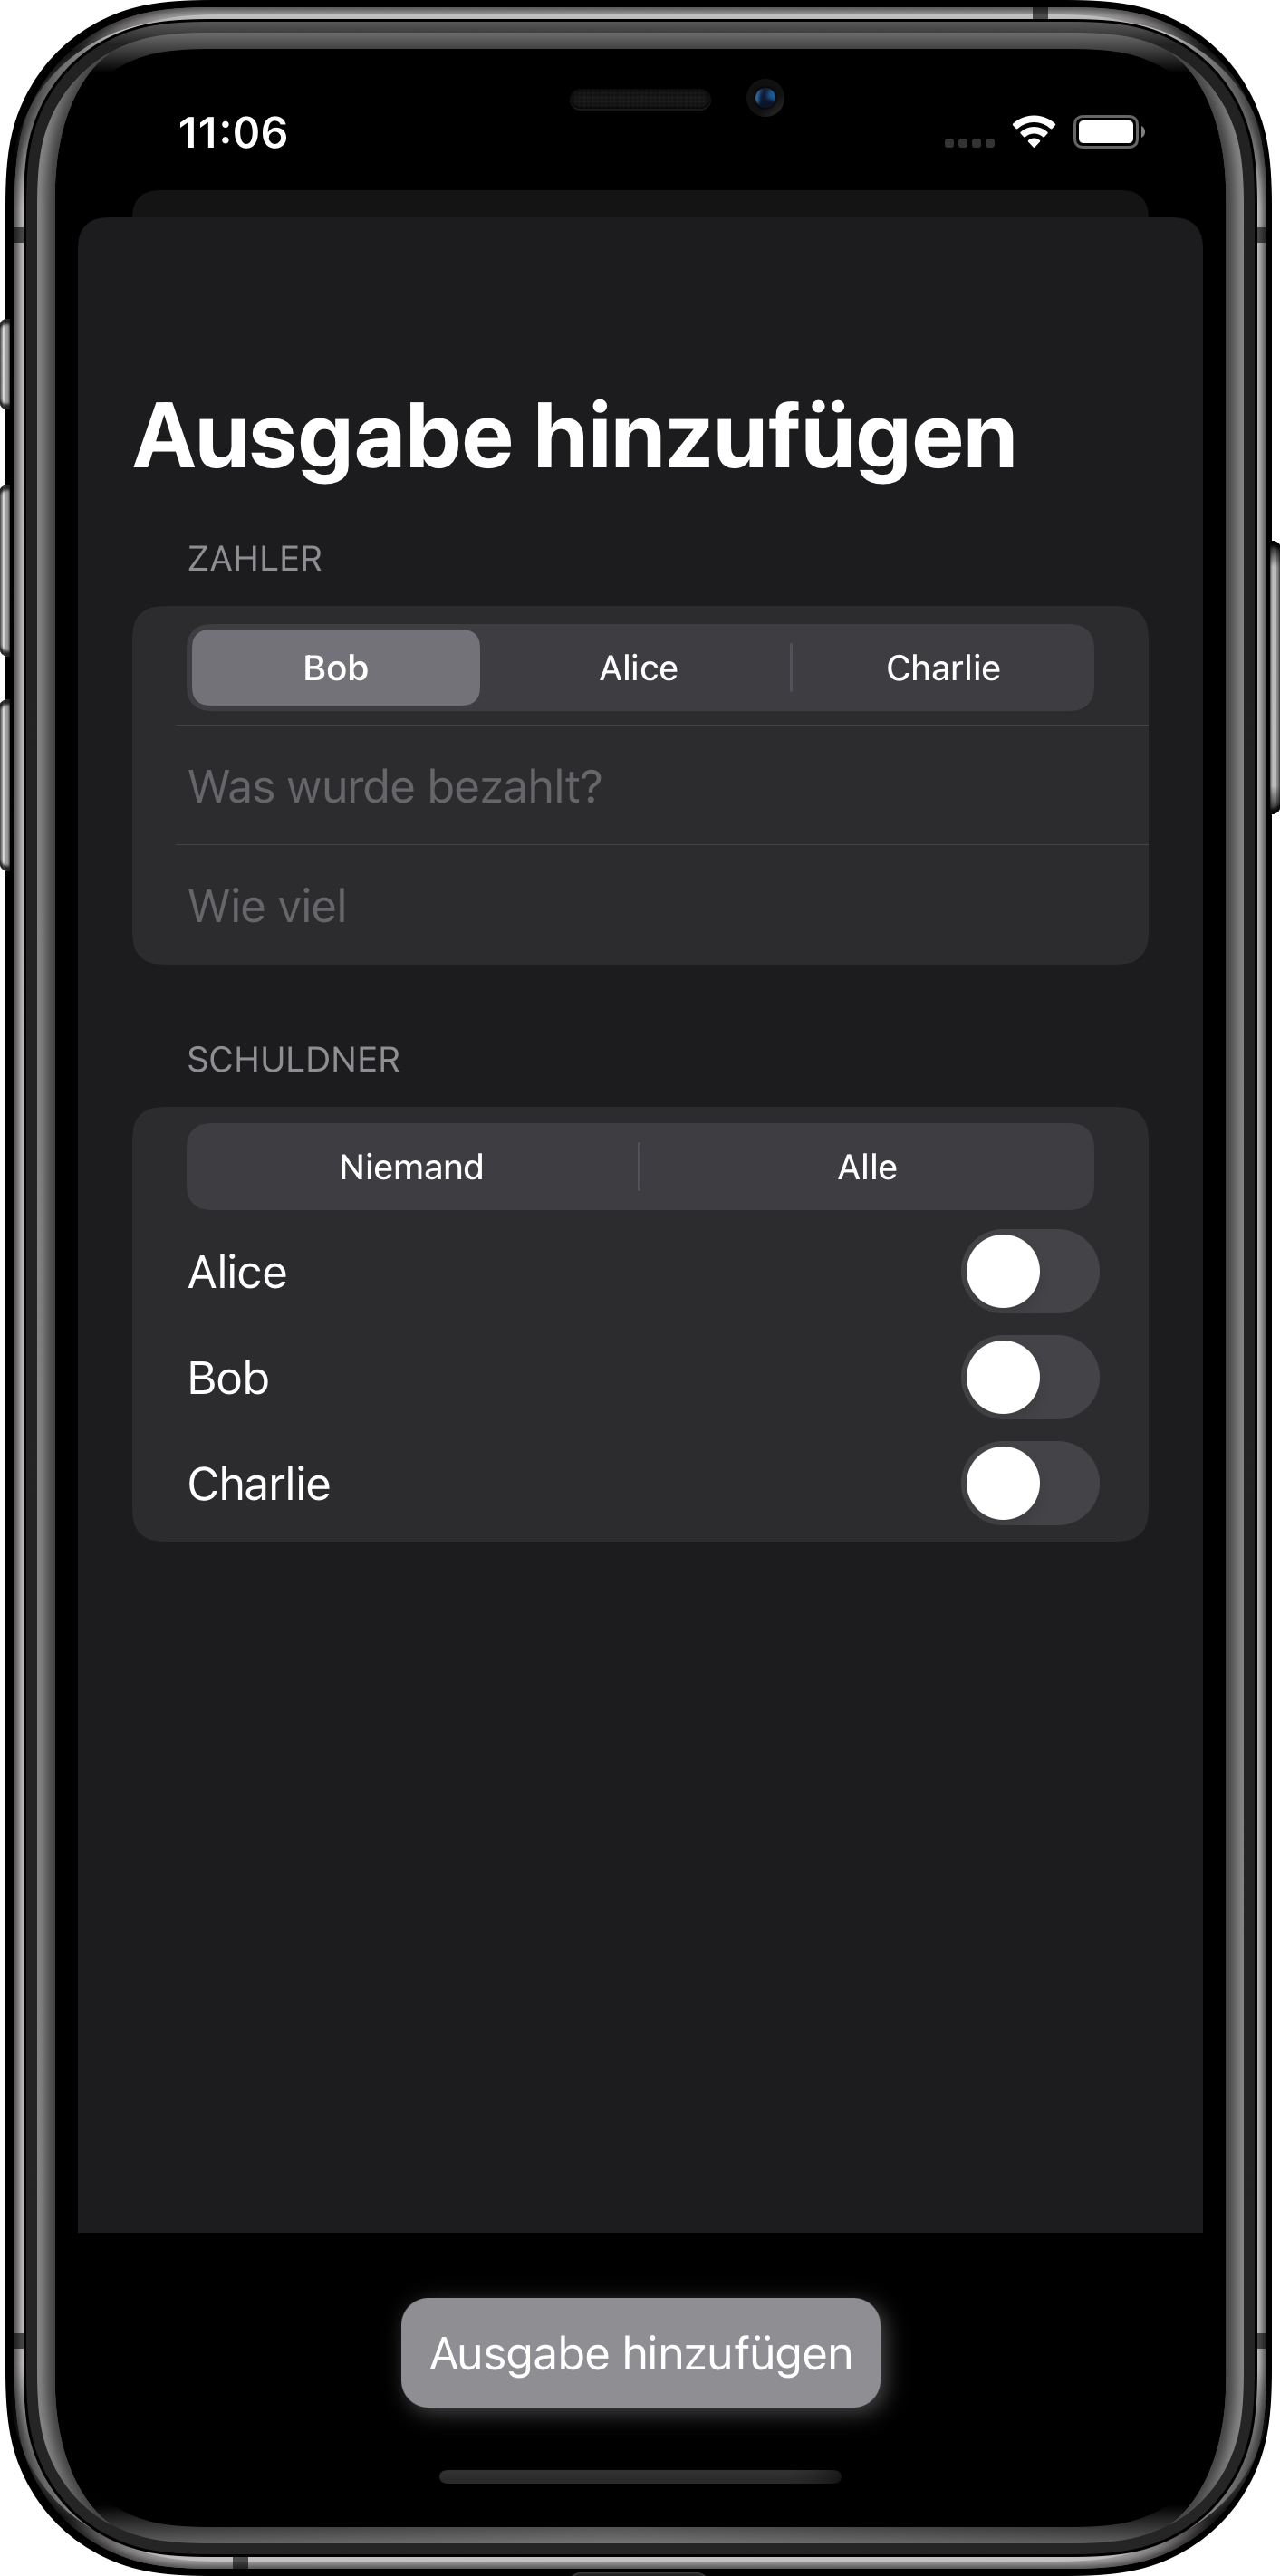 11:06
Ausgabe hinzufügen
ZAHLER
Bob Alice Charlie
Was wurde bezahlt?
Wie viel
SCHULDNER
Niemand Alle
Alice
Bob
Charlie
Ausgabe hinzufügen